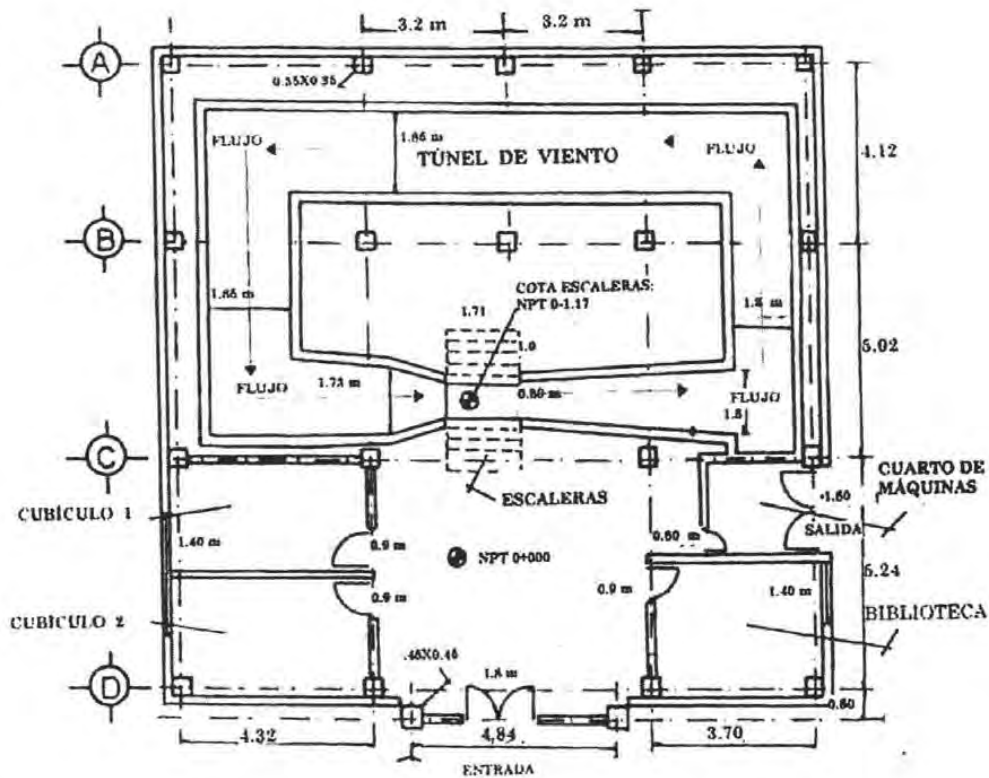 3.2 m
3.2 m
A
0.35X0.35
1.86 m
FLUJO
TÚNEL DE VIENTO
FLUJO
4.12
B
COTA ESCALERAS:
NPT 0-1.17
1.66 m
1.71
1.8 m
1.0
5.02
FLUJO
1.73 m
0.80 m
FLUJO
1.8
C
ESCALERAS
CUARTO DE
MÁQUINAS
1.60
SALIDA
CUBÍCULO 1
1.40 m
0.9 m
NPT 0+000
0.60 m
5.24
0.9 m
0.9 m
1.40 m
BIBLIOTECA
CUBÍCULO 2
.45X0.45
1.8 m
D
0.60
4.32
4.84
3.70
ENTRADA